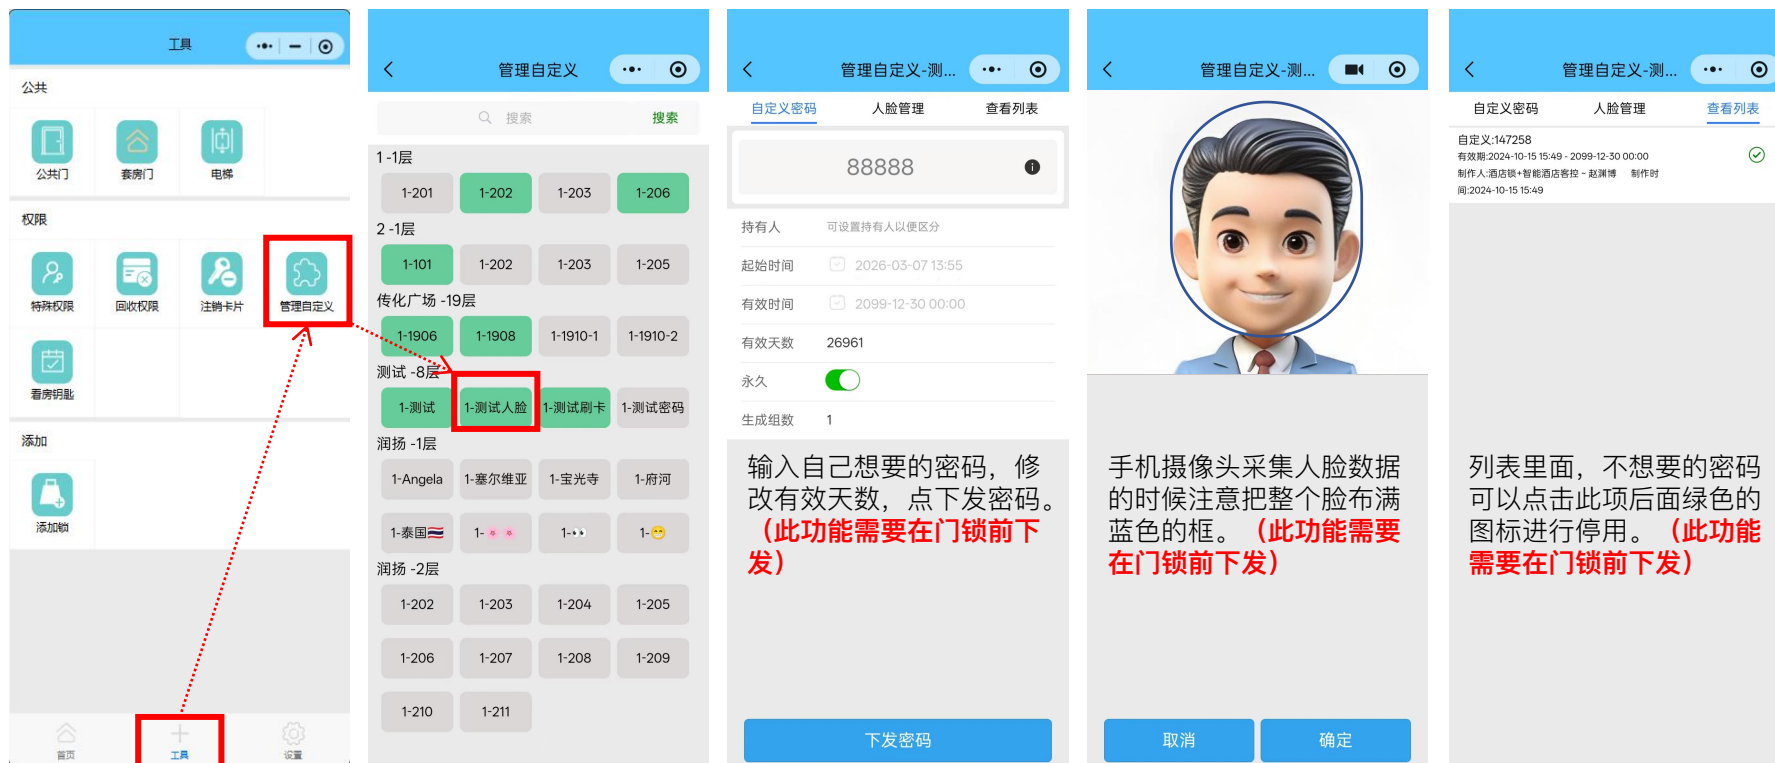 工具
公共
公共门
套房门
电梯
权限
特殊权限
回收权限
注销卡片
管理自定义
看房钥匙
添加
添加锁
首页
工具
设置
管理自定义
搜索
搜索
1 -1层
1-201
1-202
1-203
1-206
2 -1层
1-101
1-202
1-203
1-205
传化广场 -19层
1-1906
1-1908
1-1910-1
1-1910-2
测试 -8层
1-测试
1-测试人脸
1-测试刷卡
1-测试密码
润扬 -1层
1-Angela
1-塞尔维亚
1-宝光寺
1-府河
1-泰国🇹🇭
1-🌸🌸
1-👀
1-😁
润扬 -2层
1-202
1-203
1-204
1-205
1-206
1-207
1-208
1-209
1-210
1-211
管理自定义-测...
自定义密码
人脸管理
查看列表
88888
持有人
可设置持有人以便区分
起始时间
2026-03-07 13:55
有效时间
2099-12-30 00:00
有效天数
26961
永久
生成组数
1
输入自己想要的密码，修
改有效天数，点下发密码。
（此功能需要在门锁前下
发）
下发密码
管理自定义-测...
手机摄像头采集人脸数据
的时候注意把整个脸布满
蓝色的框。（此功能需要
在门锁前下发）
取消
确定
管理自定义-测...
自定义密码
人脸管理
查看列表
自定义:147258
有效期:2024-10-15 15:49 - 2099-12-30 00:00
制作人:酒店锁+智能酒店客控 ~ 赵渊博 制作时
间:2024-10-15 15:49
列表里面，不想要的密码
可以点击此项后面绿色的
图标进行停用。（此功能
需要在门锁前下发）